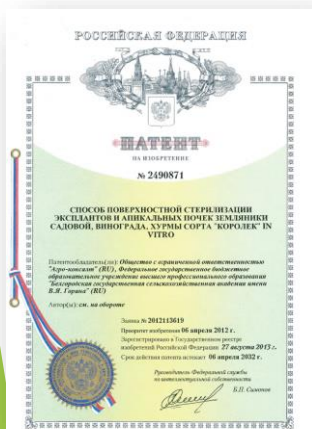 РОССИЙСКАЯ ФЕДЕРАЦИЯ
ПАТЕНТ
НА ИЗОБРЕТЕНИЕ
№ 2490871
СПОСОБ ПОВЕРХНОСТНОЙ СТЕРИЛИЗАЦИИ
ЭКСПЛАНТОВ И АПИКАЛЬНЫХ ПОЧЕК ЗЕМЛЯНИКИ
САДОВОЙ, ВИНОГРАДА, ХУРМЫ СОРТА "КОРОЛЕК" IN
VITRO
Патентообладатель(ли): Общество с ограниченной ответственностью
"Агро-консалт" (RU), Федеральное государственное бюджетное
образовательное учреждение высшего профессионального образования
"Белгородская государственная сельскохозяйственная академия имени
В.Я. Горина" (RU)
Автор(ы): см. на обороте
Заявка № 2012113619
Приоритет изобретения 06 апреля 2012 г.
Зарегистрировано в Государственном реестре
изобретений Российской Федерации 27 августа 2013 г.
Срок действия патента истекает 06 апреля 2032 г.
Руководитель Федеральной службы
по интеллектуальной собственности
Б.П. Симонов